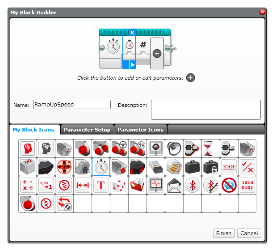 My Block Builder
Click the button to add or edit parameters.
Name: RampUpSpeed Description:
My Block Icons Parameter Setup Parameter Icons
Finish Cancel